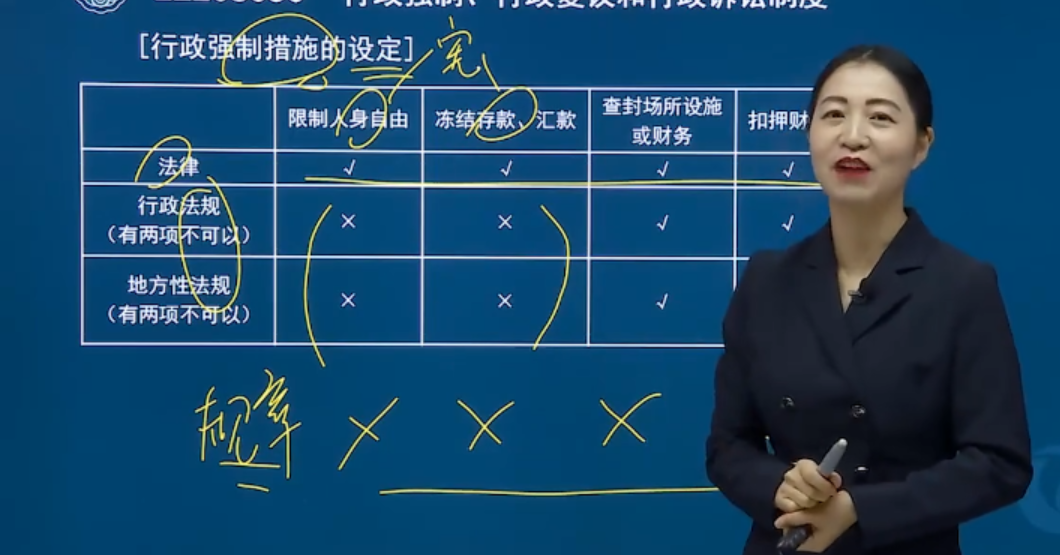 行政强制、行政复议和行政诉讼制度
[行政强制措施的设定]
宪
限制人身自由 冻结存款、汇款 查封场所设施或财务 扣押财
法律 √ √ √ √
行政法规
(有两项不可以) × × √ √
地方性法规
(有两项不可以) × × √
规章 × × ×